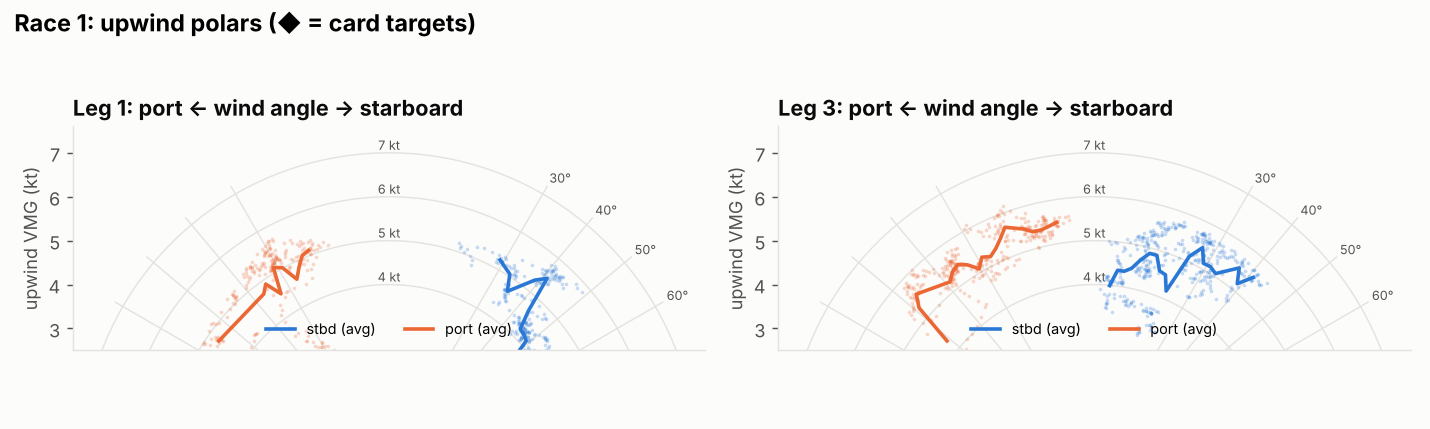 Race 1: upwind polars (◆ = card targets)
Leg 1: port ← wind angle → starboard
7 kt
6 kt
5 kt
4 kt
30°
40°
50°
60°
7
6
5
4
3
upwind VMG (kt)
stbd (avg)
port (avg)
Leg 3: port ← wind angle → starboard
7 kt
6 kt
5 kt
4 kt
30°
40°
50°
60°
7
6
5
4
3
upwind VMG (kt)
stbd (avg)
port (avg)